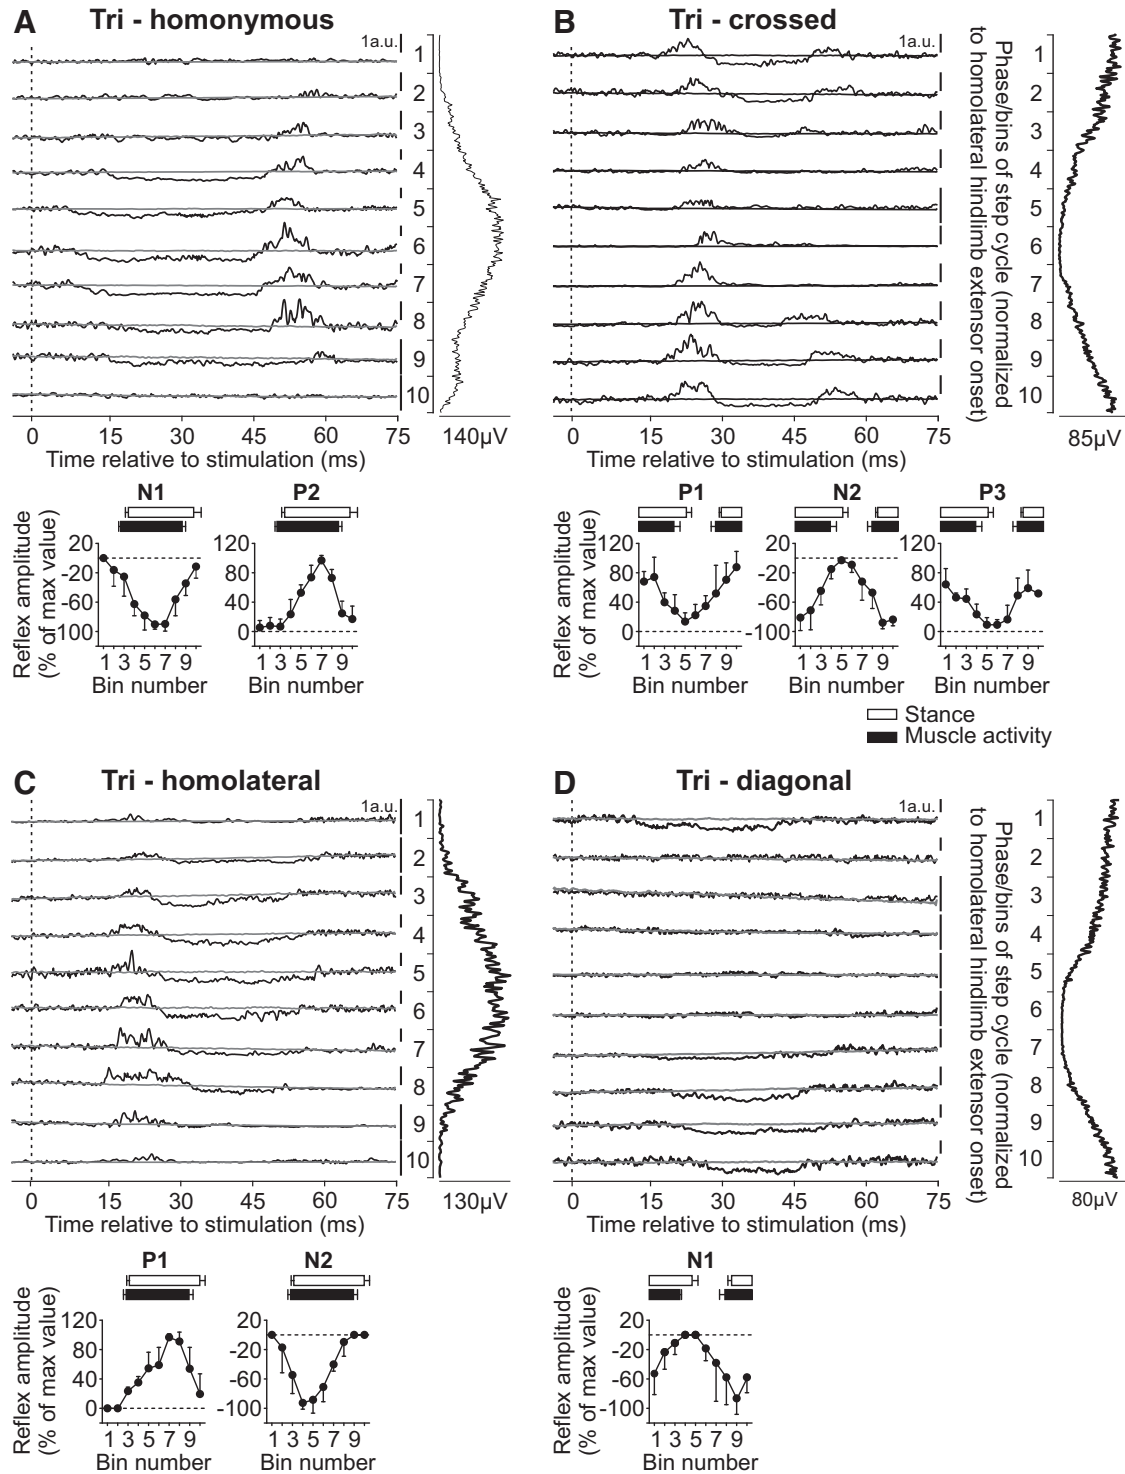 A Tri - homonymous
1a.u.
1
2
3
4
5
6
7
8
9
10
0 15 30 45 60 75
140µV
Time relative to stimulation (ms)
N1 P2
Reflex amplitude
(% of max value)
20
-20
-60
-100
1 3 5 7 9
Bin number
120
80
40
0
1 3 5 7 9
Bin number
B Tri - crossed
1a.u.
1
2
3
4
5
6
7
8
9
10
Phase/bins of step cycle (normalized
to homolateral hindlimb extensor onset)
0 15 30 45 60 75
85µV
Time relative to stimulation (ms)
P1 N2 P3
Reflex amplitude
(% of max value)
120
80
40
0
1 3 5 7 9
Bin number
20
-20
-60
-100
1 3 5 7 9
Bin number
120
80
40
0
1 3 5 7 9
Bin number
Stance
Muscle activity
C Tri - homolateral
1a.u.
1
2
3
4
5
6
7
8
9
10
0 15 30 45 60 75
130µV
Time relative to stimulation (ms)
P1 N2
Reflex amplitude
(% of max value)
120
80
40
0
1 3 5 7 9
Bin number
20
-20
-60
-100
1 3 5 7 9
Bin number
D Tri - diagonal
1a.u.
1
2
3
4
5
6
7
8
9
10
Phase/bins of step cycle (normalized
to homolateral hindlimb extensor onset)
0 15 30 45 60 75
80µV
Time relative to stimulation (ms)
N1
Reflex amplitude
(% of max value)
20
-20
-60
-100
1 3 5 7 9
Bin number